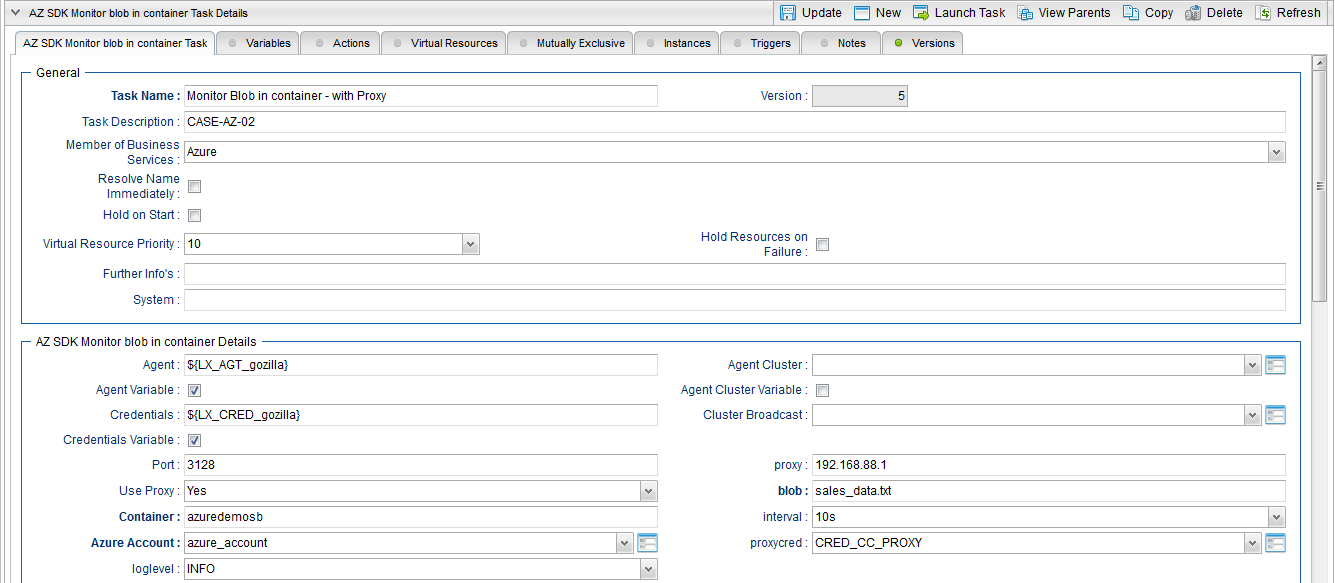 AZ SDK Monitor blob in container Task Details Update New Launch Task View Parents Copy Delete Refresh
AZ SDK Monitor blob in container Task Variables Actions Virtual Resources Mutually Exclusive Instances Triggers Notes Versions
General
Task Name : Monitor Blob in container - with Proxy Version : 5
Task Description : CASE-AZ-02
Member of Business
Services : Azure
Resolve Name
Immediately :
Hold on Start :
Virtual Resource Priority : 10 Hold Resources on
Failure :
Further Info's :
System :
AZ SDK Monitor blob in container Details
Agent : ${LX_AGT_gozilla} Agent Cluster :
Agent Variable : Agent Cluster Variable :
Credentials : ${LX_CRED_gozilla} Cluster Broadcast :
Credentials Variable :
Port : 3128 proxy : 192.168.88.1
Use Proxy : Yes blob : sales_data.txt
Container : azuredemosb interval : 10s
Azure Account : azure_account proxycred : CRED_CC_PROXY
loglevel : INFO